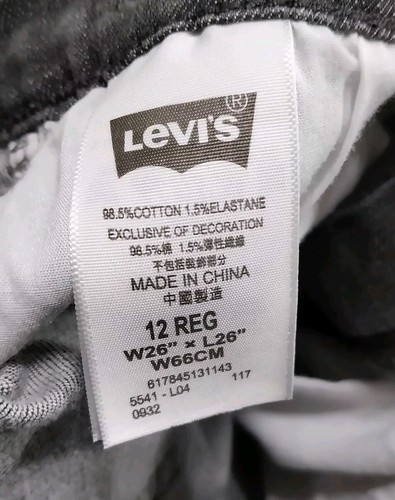 LEVI'S®
98.5%COTTON 1.5%ELASTANE
EXCLUSIVE OF DECORATION
98.5%棉 1.5%彈性纖維
不包括裝飾部分
MADE IN CHINA
中國製造
12 REG
W26" x L26"
W66CM
617845131143
5541 - L04 117
0932